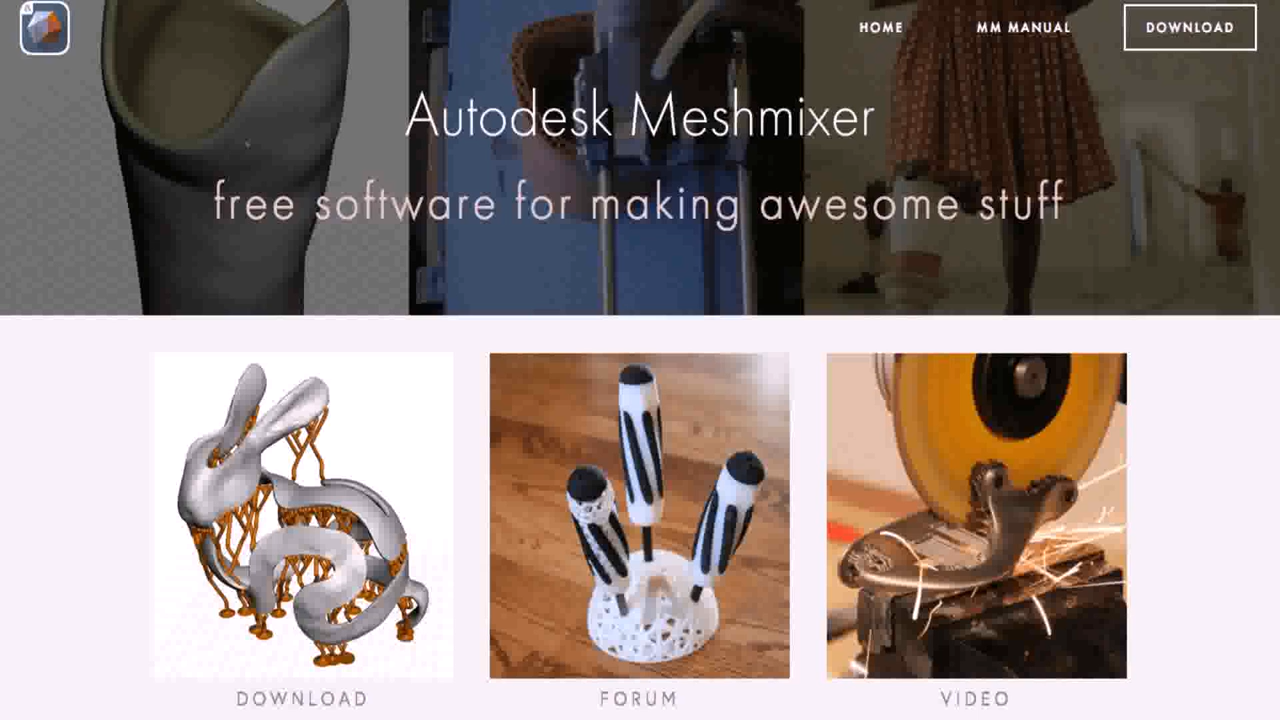 HOME MM MANUAL DOWNLOAD
Autodesk Meshmixer
free software for making awesome stuff
DOWNLOAD FORUM VIDEO